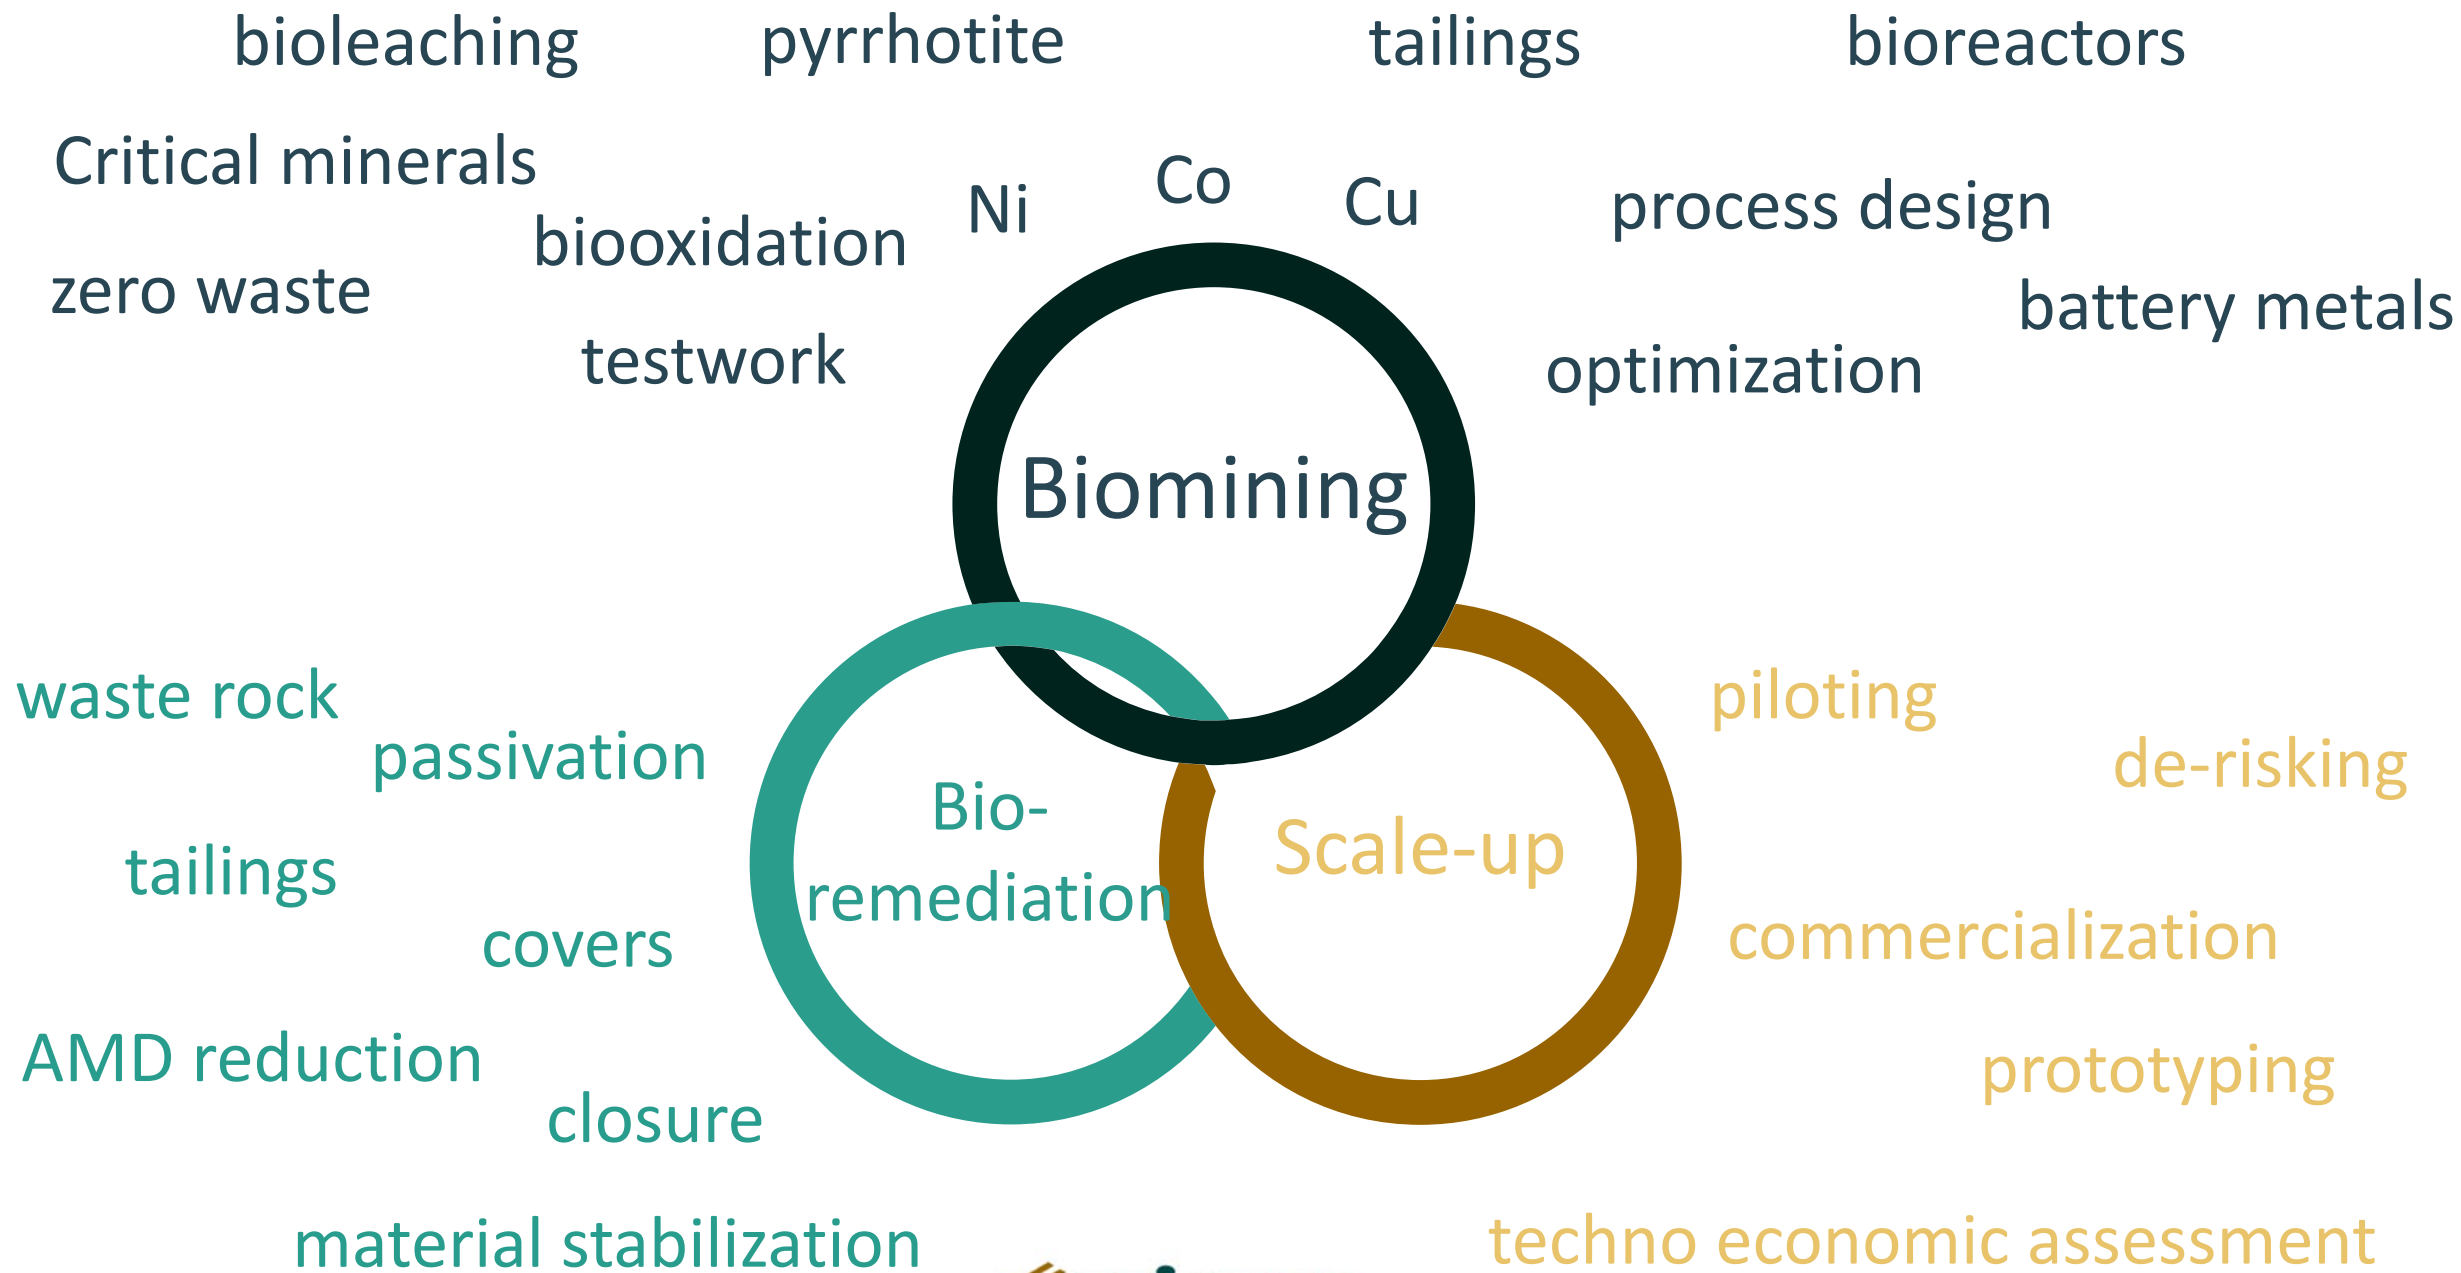 bioleaching
pyrrhotite
tailings
bioreactors
Critical minerals
Ni
Co
Cu
process design
biooxidation
zero waste
battery metals
testwork
optimization
Biomining
waste rock
passivation
tailings
covers
AMD reduction
closure
material stabilization
Bio-
remediation
Scale-up
piloting
de-risking
commercialization
prototyping
techno economic assessment